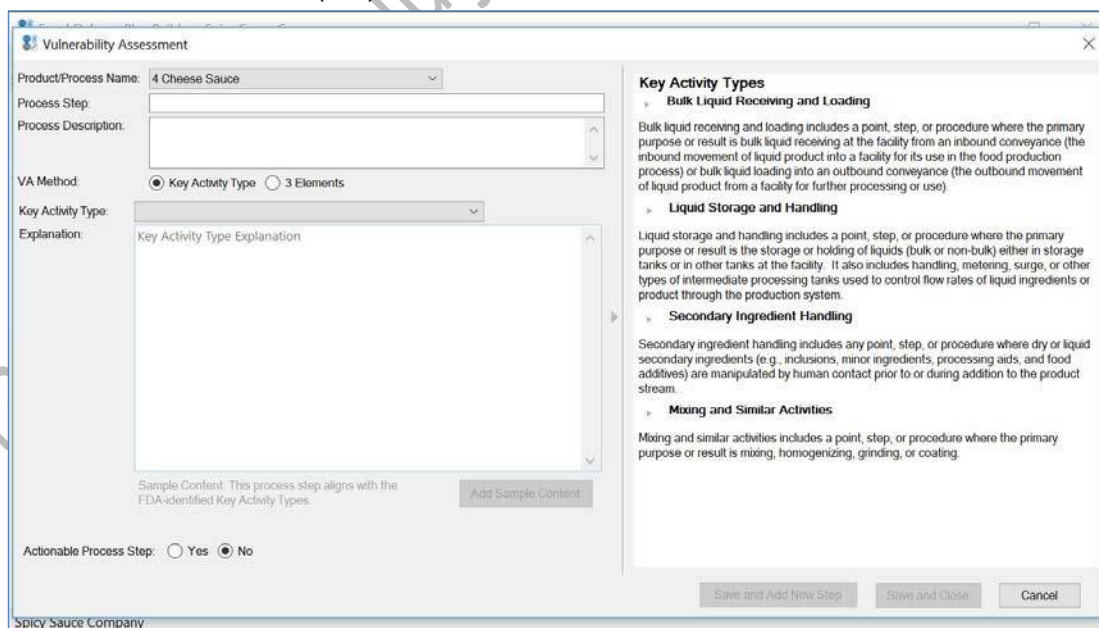 Vulnerability Assessment
Product/Process Name: 4 Cheese Sauce
Process Step:
Process Description:
VA Method: Key Activity Type 3 Elements
Key Activity Type:
Explanation: Key Activity Type Explanation
Sample Content: This process step aligns with the
FDA-identified Key Activity Types.
Add Sample Content
Actionable Process Step: Yes No
Key Activity Types
Bulk Liquid Receiving and Loading
Bulk liquid receiving and loading includes a point, step, or procedure where the primary
purpose or result is bulk liquid receiving at the facility from an inbound conveyance (the
inbound movement of liquid product into a facility for its use in the food production
process) or bulk liquid loading into an outbound conveyance (the outbound movement
of liquid product from a facility for further processing or use).
Liquid Storage and Handling
Liquid storage and handling includes a point, step, or procedure where the primary
purpose or result is the storage or holding of liquids (bulk or non-bulk) either in storage
tanks or in other tanks at the facility. It also includes handling, metering, surge, or other
types of intermediate processing tanks used to control flow rates of liquid ingredients or
product through the production system.
Secondary Ingredient Handling
Secondary ingredient handling includes any point, step, or procedure where dry or liquid
secondary ingredients (e.g., inclusions, minor ingredients, processing aids, and food
additives) are manipulated by human contact prior to or during addition to the product
stream.
Mixing and Similar Activities
Mixing and similar activities includes a point, step, or procedure where the primary
purpose or result is mixing, homogenizing, grinding, or coating.
Save and Add New Step Save and Close Cancel
Spicy Sauce Company